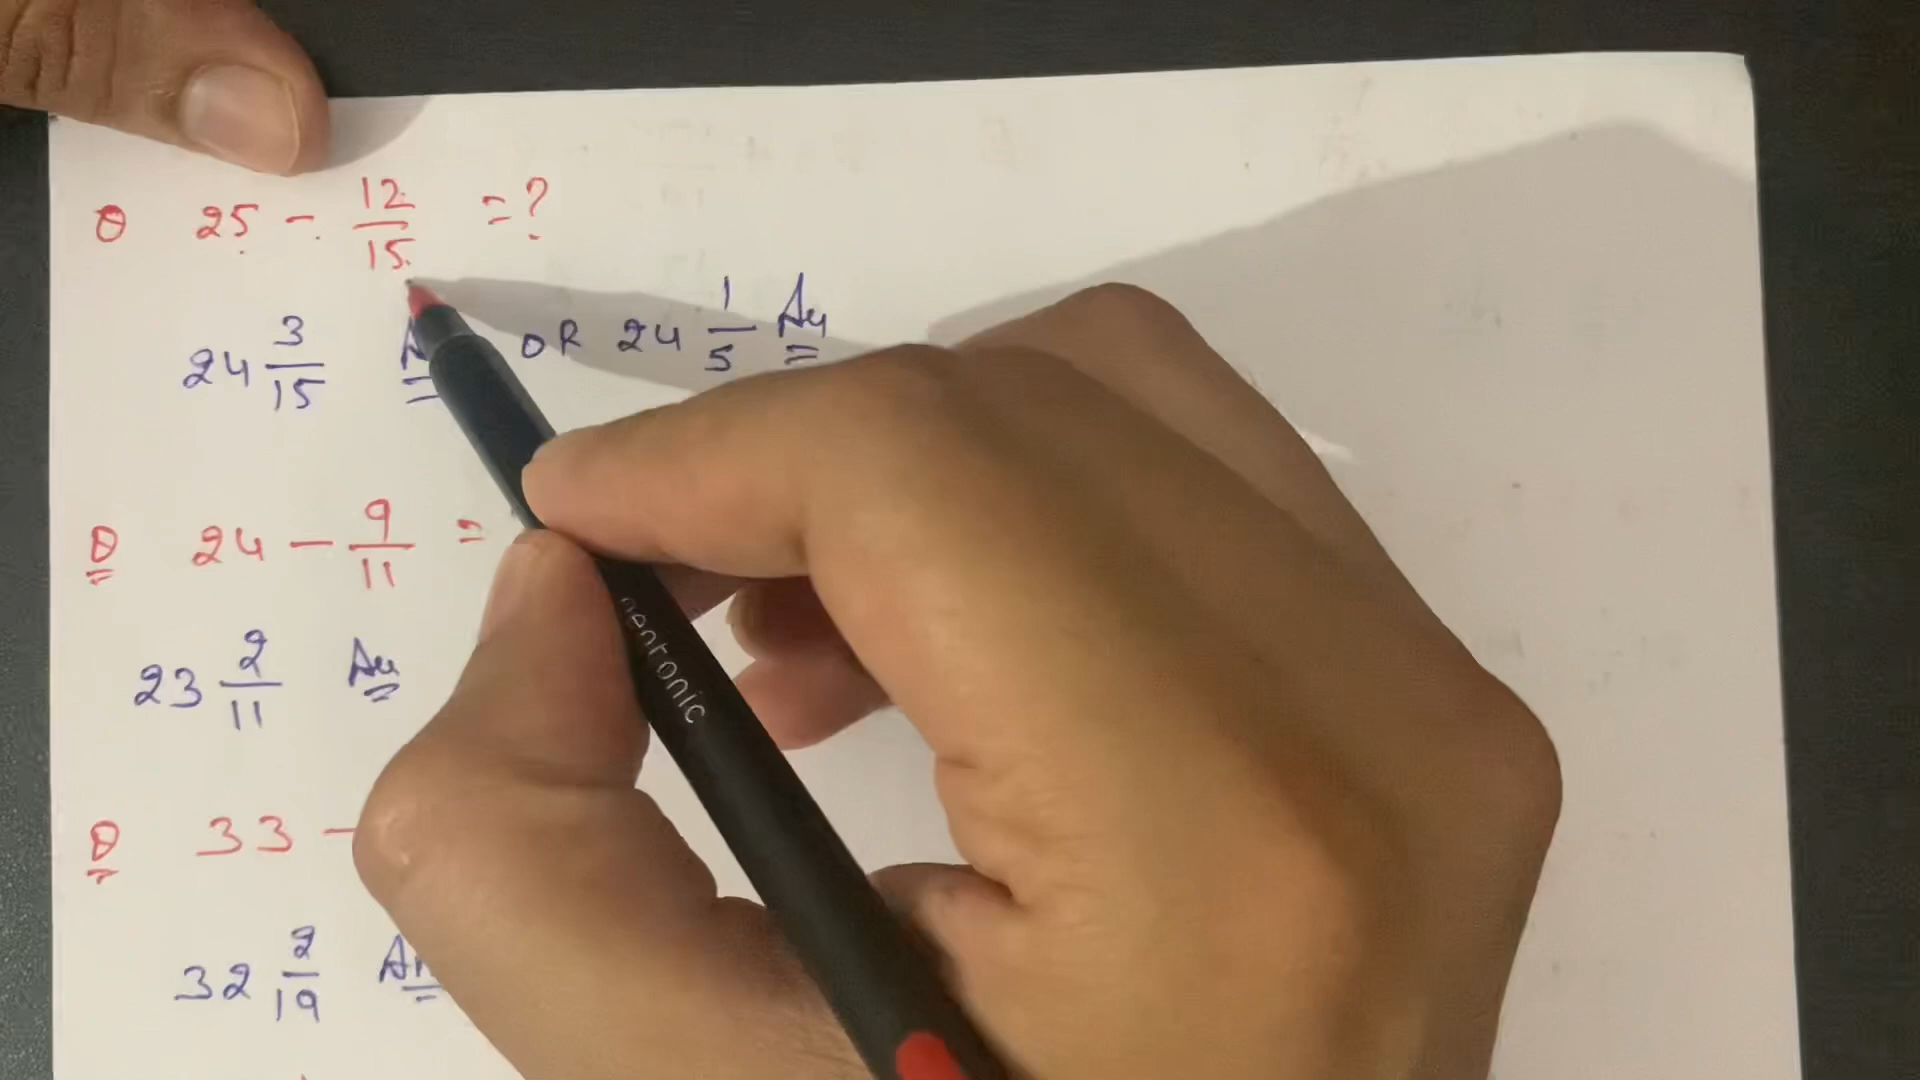 Q 25 - 12/15 = ?
24 3/15 OR 24 1/5 Ans
Q 24 - 9/11 =
23 2/11 Ans
Q 33 -
32 2/19
pentonic